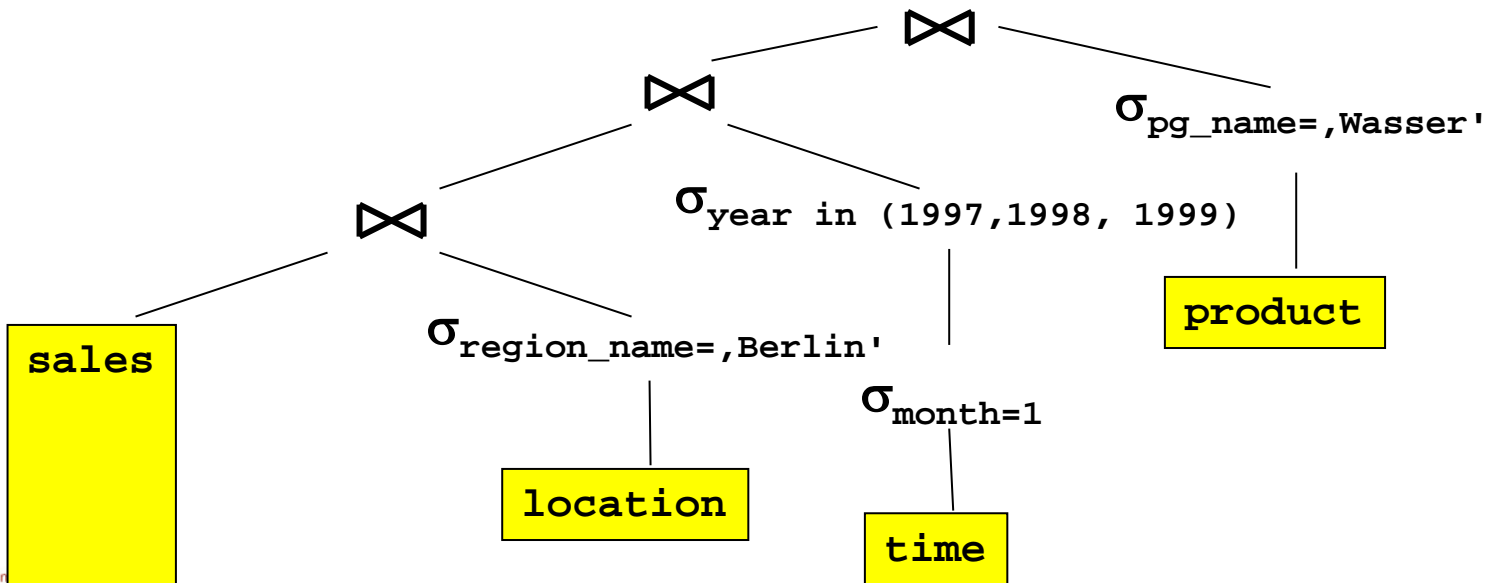 ⋈
⋈
σpg_name=‚Wasser'
σyear in (1997,1998, 1999)
⋈
product
σregion_name=‚Berlin'
sales
σmonth=1
location
time